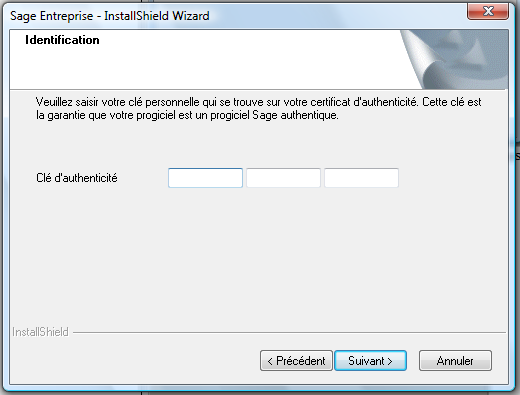 Sage Entreprise - InstallShield Wizard
Identification
Veuillez saisir votre clé personnelle qui se trouve sur votre certificat d'authenticité. Cette clé est
la garantie que votre progiciel est un progiciel Sage authentique.
Clé d'authenticité
InstallShield
< Précédent Suivant > Annuler